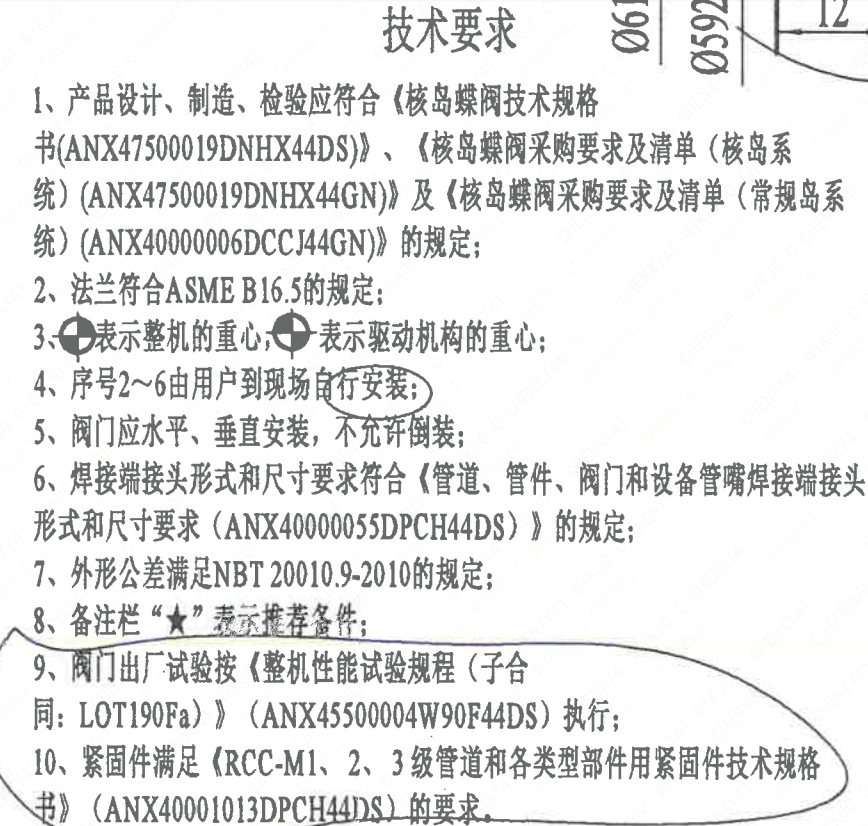 技术要求
Ø61
Ø592
12
1、产品设计、制造、检验应符合《核岛蝶阀技术规格
书(ANX47500019DNHX44DS)》、《核岛蝶阀采购要求及清单（核岛系
统）(ANX47500019DNHX44GN)》及《核岛蝶阀采购要求及清单（常规岛系
统）(ANX40000006DCCJ44GN)》的规定；
2、法兰符合ASME B16.5的规定；
3、表示整机的重心；表示驱动机构的重心；
4、序号2～6由用户到现场自行安装；
5、阀门应水平、垂直安装，不允许倒装；
6、焊接端接头形式和尺寸要求符合《管道、管件、阀门和设备管嘴焊接端接头
形式和尺寸要求（ANX40000055DPCH44DS）》的规定；
7、外形公差满足NBT 20010.9-2010的规定；
8、备注栏“★”表示推荐备件；
9、阀门出厂试验按《整机性能试验规程（子合
同：LOT190Fa）》（ANX45500004W90F44DS）执行；
10、紧固件满足《RCC-M1、2、3级管道和各类型部件用紧固件技术规格
书》（ANX40001013DPCH44DS）的要求。